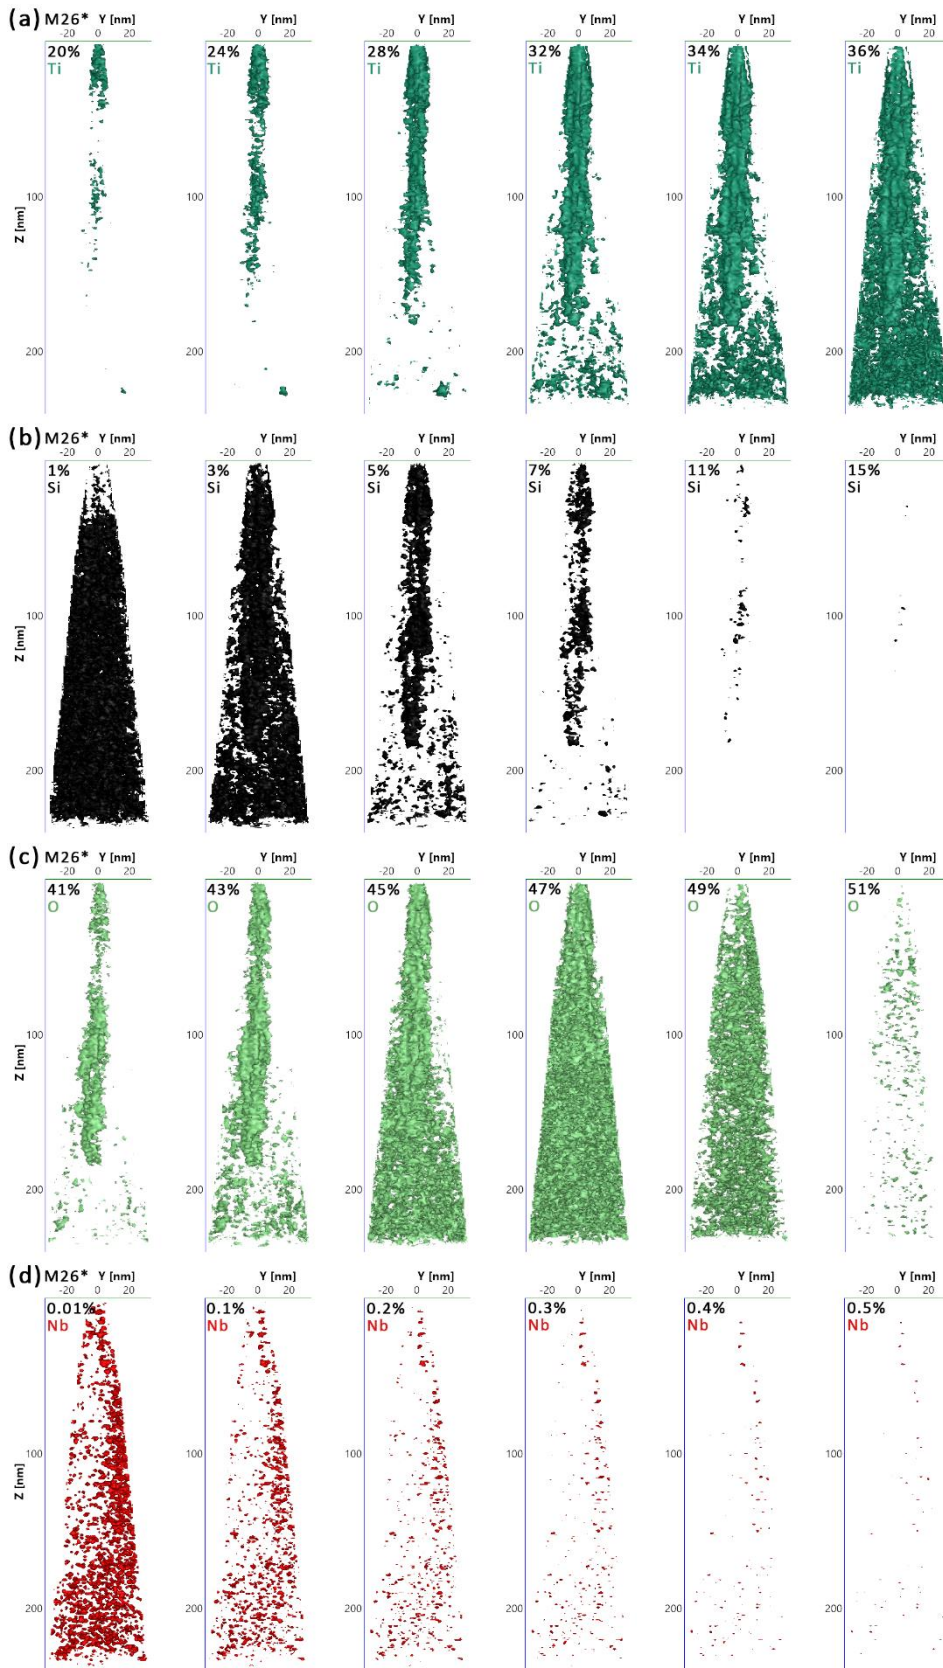 (a) M26* Y [nm] Y [nm] Y [nm] Y [nm] Y [nm] Y [nm]
-20 0 20 -20 0 20 -20 0 20 -20 0 20 -20 0 20 -20 0 20
20% 24% 28% 32% 34% 36%
Ti Ti Ti Ti Ti Ti
100 100 100 100 100 100
Z [nm]
200 200 200 200 200 200
(b) M26* Y [nm] Y [nm] Y [nm] Y [nm] Y [nm] Y [nm]
-20 0 20 -20 0 20 -20 0 20 -20 0 20 -20 0 20 -20 0 20
1% 3% 5% 7% 11% 15%
Si Si Si Si Si Si
100 100 100 100 100 100
Z [nm]
200 200 200 200 200 200
(c) M26* Y [nm] Y [nm] Y [nm] Y [nm] Y [nm] Y [nm]
-20 0 20 -20 0 20 -20 0 20 -20 0 20 -20 0 20 -20 0 20
41% 43% 45% 47% 49% 51%
O O O O O O
100 100 100 100 100 100
Z [nm]
200 200 200 200 200 200
(d) M26* Y [nm] Y [nm] Y [nm] Y [nm] Y [nm] Y [nm]
-20 0 20 -20 0 20 -20 0 20 -20 0 20 -20 0 20 -20 0 20
0.01% 0.1% 0.2% 0.3% 0.4% 0.5%
Nb Nb Nb Nb Nb Nb
100 100 100 100 100 100
Z [nm]
200 200 200 200 200 200